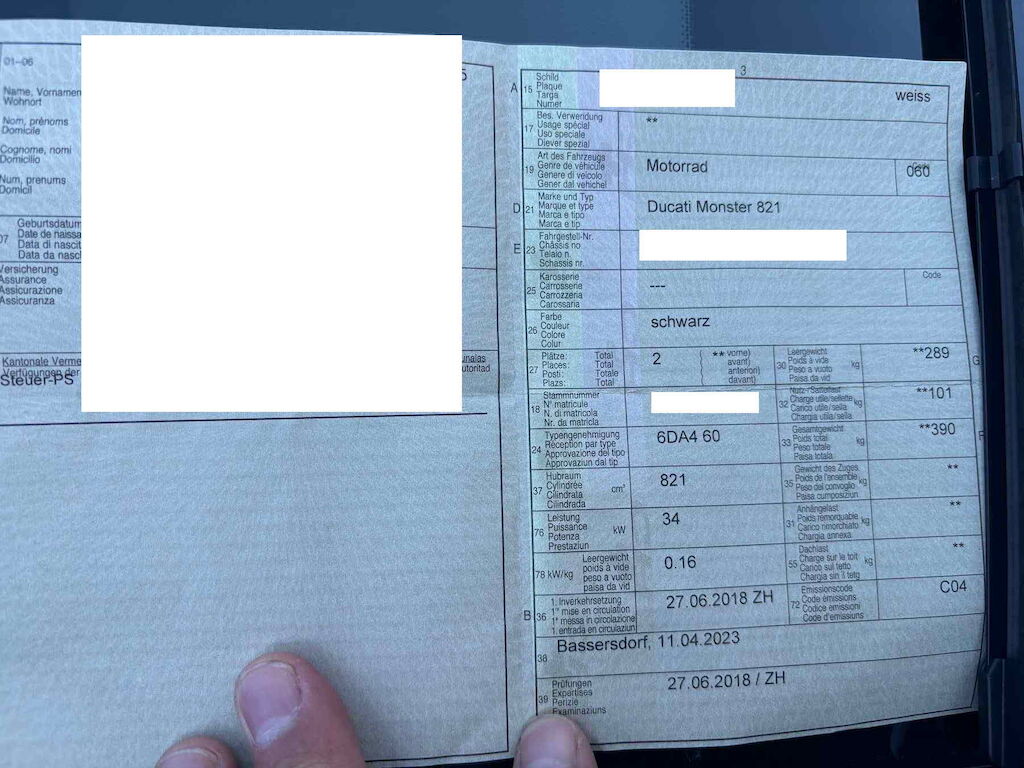 01–06
Name, Vornamen
Wohnort
Nom, prénoms
Domicile
Cognome, nomi
Domicilio
Num, prenums
Domicil
07
Geburtsdatum
Date de naissa
Data di nascit
Data da nasc
Versicherung
Assurance
Assicurazione
Assicuranza
Kantonale Verme
Verfügungen der
unalas
utoritad
Steuer-PS
5
3
A 15 Schild
Plaque
Targa
Numer
weiss
17 Bes. Verwendung
Usage spécial
Uso speciale
Diever spezial
**
19 Art des Fahrzeugs
Genre de véhicule
Genere di veicolo
Gener dal vehichel
Motorrad
Code
060
D 21 Marke und Typ
Marque et type
Marca e tipo
Marca e tip
Ducati Monster 821
E 23 Fahrgestell-Nr.
Châssis no
Telaio n.
Schassis nr.
25 Karosserie
Carrosserie
Carrozzeria
Carossaria
---
Code
26 Farbe
Couleur
Colore
Colur
schwarz
27 Plätze: Total
Places: Total
Posti: Totale
Plazs: Total
2
( ** vorne)
( avant)
anteriori)
( davant)
30 Leergewicht
Poids à vide
Peso a vuoto
Paisa da vid
kg
**289
G
18 Stammnummer
N° matricule
N. di matricola
Nr. da matricla
32 Nutz-/Sattellast
Charge utile/sellette
Carico utile/sella
Chargia utila/sella
kg
**101
24 Typengenehmigung
Réception par type
Approvazione del tipo
Approvaziun dal tip
6DA4 60
33 Gesamtgewicht
Poids total
Peso totale
Paisa totala
kg
**390
F
37 Hubraum
Cylindrée
Cilindrata
Cilindrada
cm³
821
35 Gewicht des Zuges
Poids de l'ensemble
Peso del convoglio
Paisa cumposiziun
kg
**
76 Leistung
Puissance
Potenza
Prestaziun
kW
34
31 Anhängelast
Poids remorquable
Carico rimorchiato
Chargia annexa
kg
**
78 kW/kg
Leergewicht
poids à vide
peso a vuoto
paisa da vid
0.16
55 Dachlast
Charge sur le toit
Carico sul tetto
Chargia sin il tetg
kg
**
B 36 1. Inverkehrsetzung
1re mise en circulation
1a messa in circolazione
1. entrada en circulaziun
27.06.2018 ZH
72 Emissionscode
Code émissions
Codice emissioni
Code d'emissiuns
C04
38
Bassersdorf, 11.04.2023
39 Prüfungen
Expertises
Perizie
Examinaziuns
27.06.2018 / ZH